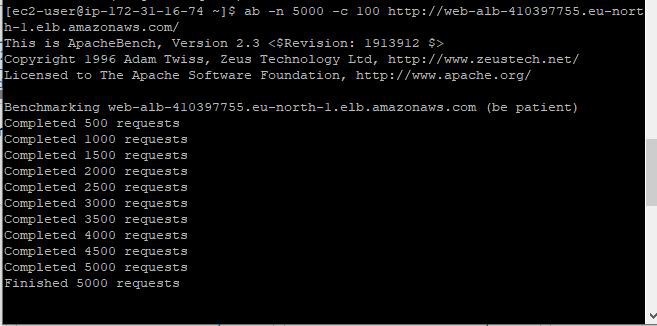 [ec2-user@ip-172-31-16-74 ~]$ ab -n 5000 -c 100 http://web-alb-410397755.eu-nort
h-1.elb.amazonaws.com/
This is ApacheBench, Version 2.3 <$Revision: 1913912 $>
Copyright 1996 Adam Twiss, Zeus Technology Ltd, http://www.zeustech.net/
Licensed to The Apache Software Foundation, http://www.apache.org/

Benchmarking web-alb-410397755.eu-north-1.elb.amazonaws.com (be patient)
Completed 500 requests
Completed 1000 requests
Completed 1500 requests
Completed 2000 requests
Completed 2500 requests
Completed 3000 requests
Completed 3500 requests
Completed 4000 requests
Completed 4500 requests
Completed 5000 requests
Finished 5000 requests